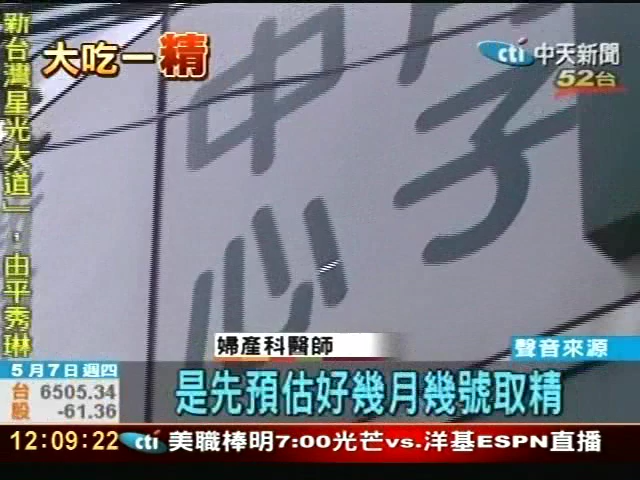 新台灣星光大道」,由平秀琳
大吃一精
cti 中天新聞
52台
中
心
子
婦產科醫師
聲音來源
是先預估好幾月幾號取精
5月7日週四
台股 6505.34
-61.36
12:09:22 cti 美職棒明7:00光芒vs.洋基ESPN直播